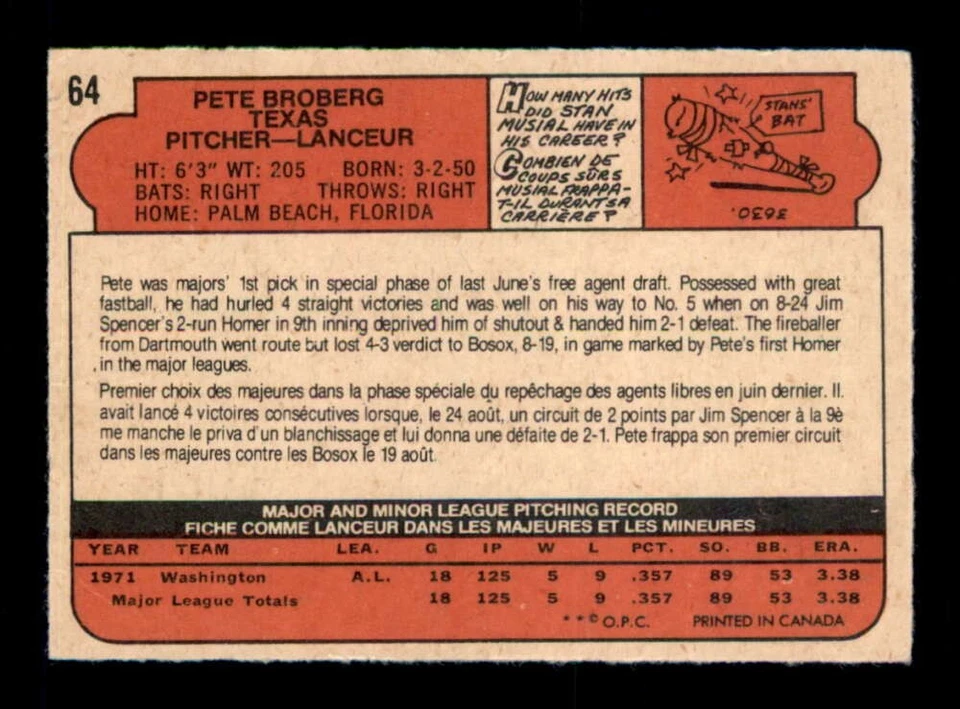 64
PETE BROBERG
TEXAS
PITCHER—LANCEUR
HT: 6'3" WT: 205 BORN: 3-2-50
BATS: RIGHT THROWS: RIGHT
HOME: PALM BEACH, FLORIDA
HOW MANY HITS
DID STAN
MUSIAL HAVE IN
HIS CAREER?
COMBIEN DE
COUPS SÛRS
MUSIAL FRAPPA-
T-IL DURANT SA
CARRIÈRE?
STANS'
BAT
3630.
Pete was majors' 1st pick in special phase of last June's free agent draft. Possessed with great
fastball, he had hurled 4 straight victories and was well on his way to No. 5 when on 8-24 Jim
Spencer's 2-run Homer in 9th inning deprived him of shutout & handed him 2-1 defeat. The fireballer
from Dartmouth went route but lost 4-3 verdict to Bosox, 8-19, in game marked by Pete's first Homer
in the major leagues.
Premier choix des majeures dans la phase spéciale du repêchage des agents libres en juin dernier. Il
avait lancé 4 victoires consécutives lorsque, le 24 août, un circuit de 2 points par Jim Spencer à la 9è
me manche le priva d'un blanchissage et lui donna une défaite de 2-1. Pete frappa son premier circuit
dans les majeures contre les Bosox le 19 août.
MAJOR AND MINOR LEAGUE PITCHING RECORD
FICHE COMME LANCEUR DANS LES MAJEURES ET LES MINEURES
YEAR TEAM LEA. G IP W L PCT. SO. BB. ERA.
1971 Washington A.L. 18 125 5 9 .357 89 53 3.38
Major League Totals 18 125 5 9 .357 89 53 3.38
**© O.P.C. PRINTED IN CANADA